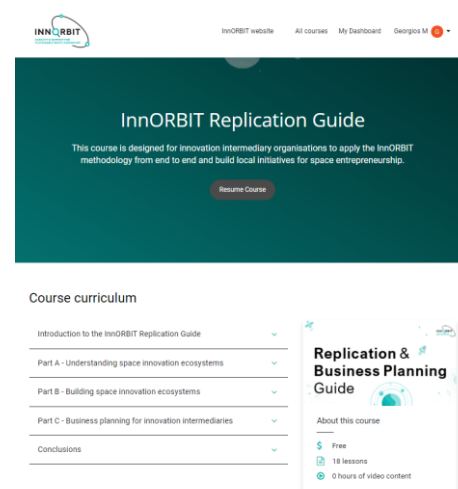 INNORBIT
InnORBIT website
All courses
My Dashboard
Georgios M
G
InnORBIT Replication Guide
This course is designed for innovation intermediary organisations to apply the InnORBIT
methodology from end to end and build local initiatives for space entrepreneurship.
Resume Course
Course curriculum
Introduction to the InnORBIT Replication Guide
Part A - Understanding space innovation ecosystems
Part B - Building space innovation ecosystems
Part C - Business planning for innovation intermediaries
Conclusions
Replication &
Business Planning
Guide
About this course
$ Free
18 lessons
0 hours of video content